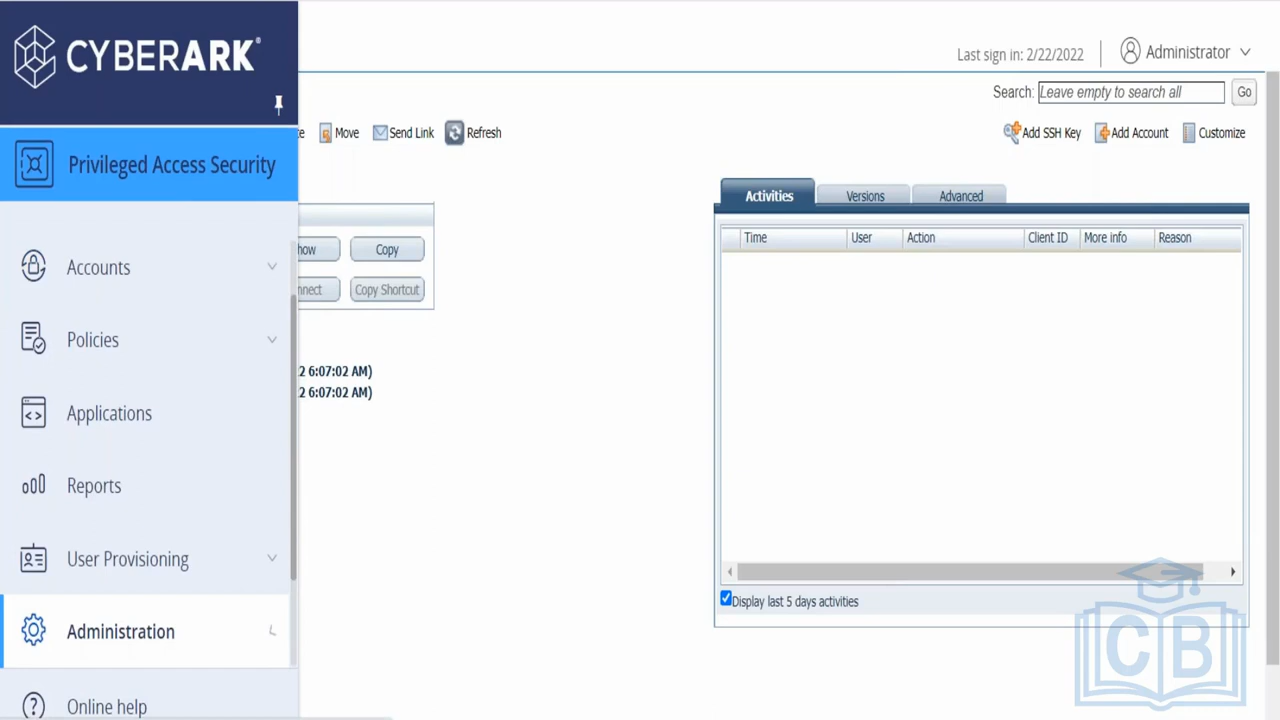 CYBERARK®
Last sign in: 2/22/2022
Administrator
Search: Leave empty to search all Go
Move Send Link Refresh
Add SSH Key Add Account Customize
Privileged Access Security
Activities Versions Advanced
Time User Action Client ID More info Reason
Copy
Copy Shortcut
Accounts
Policies
2 6:07:02 AM)
2 6:07:02 AM)
Applications
Reports
User Provisioning
Display last 5 days activities
Administration
CB
Online help